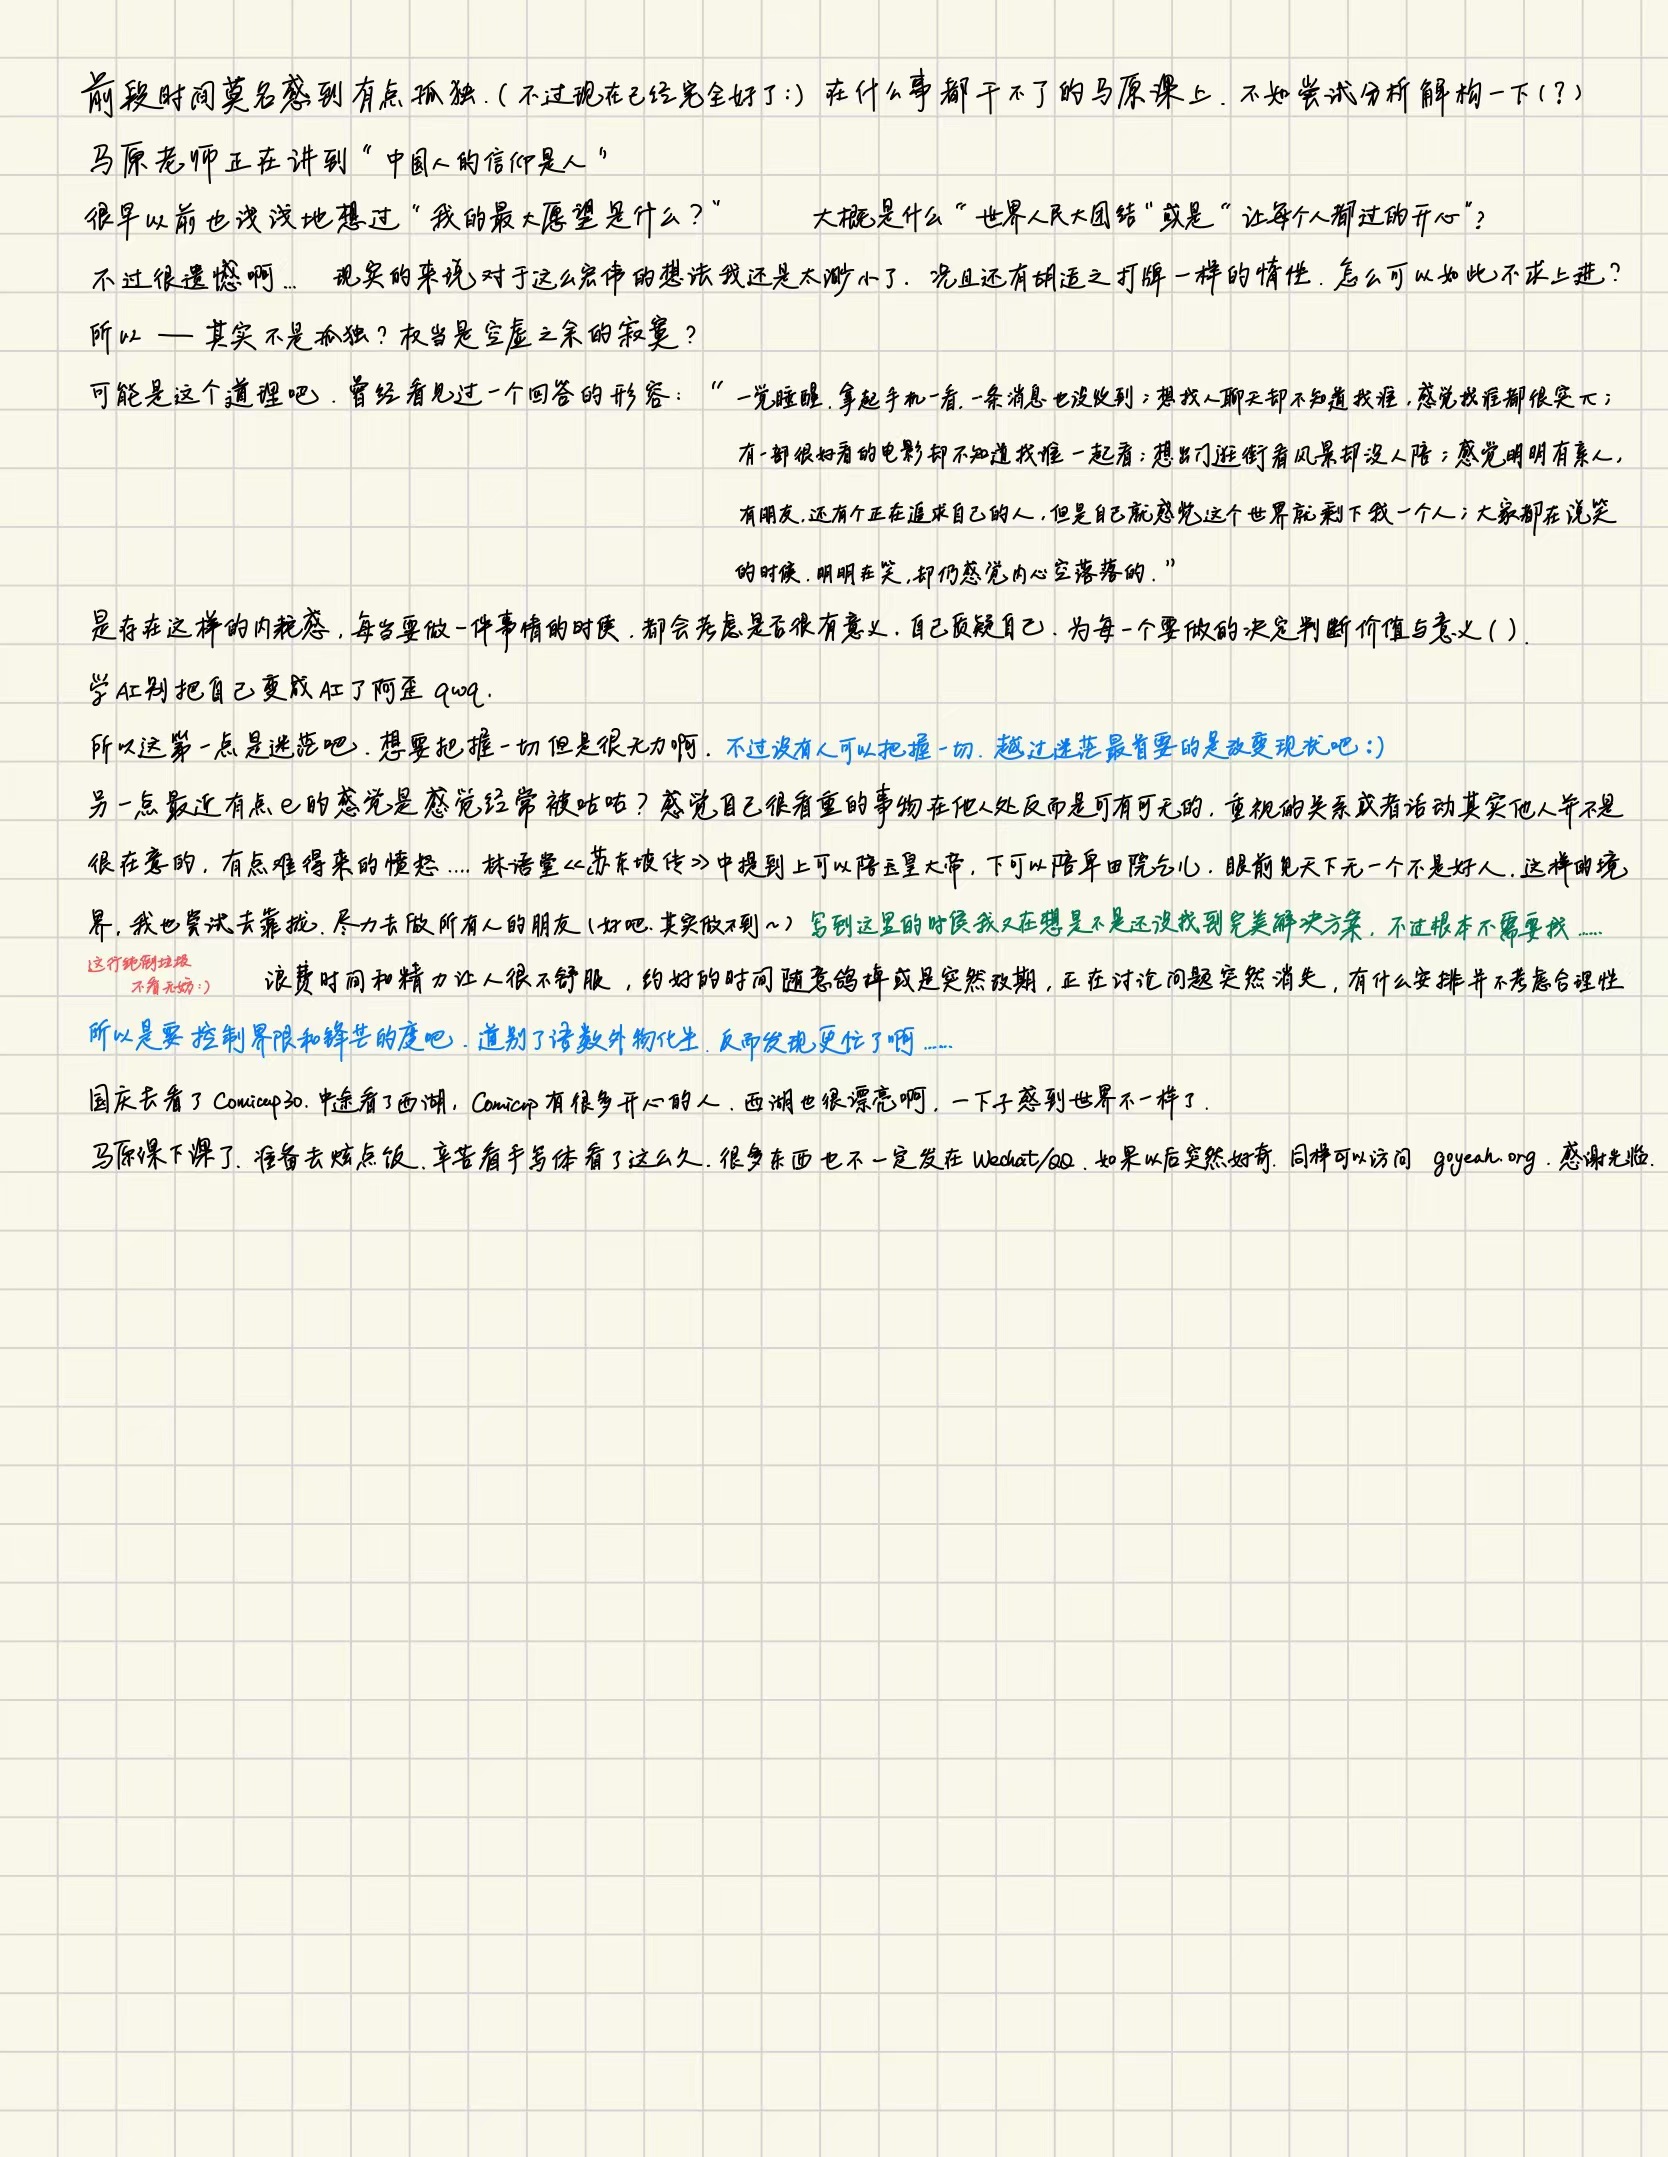 前段时间莫名感到有点孤独.(不过现在已经完全好了:) 在什么事都干不了的马原课上. 不如尝试分析解构一下(?)
马原老师正在讲到“中国人的信仰是人”
很早以前也浅浅地想过“我的最大愿望是什么?” 大概是什么“世界人民大团结”或是“让每个人都过的开心”?
不过很遗憾啊... 现实的来说对于这么宏伟的想法我还是太渺小了. 况且还有胡适之打牌一样的惰性. 怎么可以如此不求上进?
所以 —— 其实不是孤独? 权当是空虚之余的寂寞?
可能是这个道理吧. 曾经看见过一个回答的形容: “一觉睡醒.拿起手机一看.一条消息也没收到;想找人聊天却不知道找谁.感觉找谁都很突兀;
有一部很好看的电影却不知道找谁一起看;想出门逛街看风景却没人陪;感觉明明有亲人,
有朋友.还有个正在追求自己的人.但是自己就感觉这个世界就剩下我一个人;大家都在说笑
的时候.明明在笑,却仍感觉内心空落落的.”
是存在这样的内耗感, 每当要做一件事情的时候. 都会考虑是否很有意义. 自己质疑自己. 为每一个要做的决定判断价值与意义().
学AI别把自己变成AI了阿歪 qwq.
所以这第一点是迷茫吧. 想要把握一切但是很无力啊. 不过没有人可以把握一切. 越过迷茫最首要的是改变现状吧:)
另一点最近有点e的感觉是感觉经常被咕咕? 感觉自己很看重的事物在他人处反而是可有可无的. 重视的关系或者活动其实他人并不是
很在意的. 有点难得来的愤怒.... 林语堂《苏东坡传》中提到上可以陪玉皇大帝. 下可以陪卑田院乞儿. 眼前见天下无一个不是好人.这样的境
界, 我也尝试去靠拢. 尽力去做所有人的朋友(好吧.其实做不到~) 写到这里的时候我又在想是不是还没找到完美解决方案. 不过根本不需要找......
这行纯倒垃圾
不看无妨:)
浪费时间和精力让人很不舒服, 约好的时间随意鸽掉或是突然改期, 正在讨论问题突然消失, 有什么安排并不考虑合理性
所以是要控制界限和锋芒的度吧. 道别了语数外物化生. 反而发现更忙了啊......
国庆去看了Comicup30. 中途看了西湖, Comicup有很多开心的人. 西湖也很漂亮啊. 一下子感到世界不一样了.
马原课下课了. 准备去炫点饭. 辛苦看手写体看了这么久. 很多东西也不一定发在Wechat/QQ. 如果以后突然好奇. 同样可以访问 goyeah.org. 感谢光临.